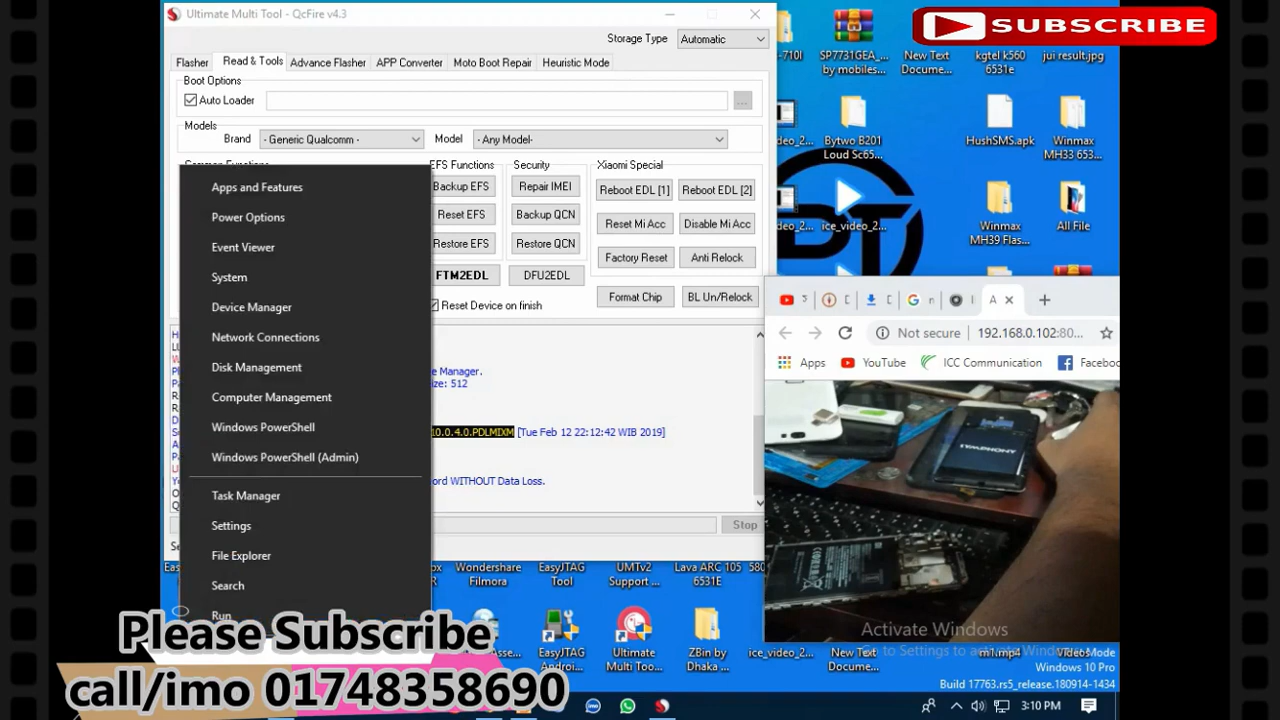 Ultimate Multi Tool - QcFire v4.3
SUBSCRIBE
Storage Type Automatic
Flasher Read & Tools Advance Flasher APP Converter Moto Boot Repair Heuristic Mode
Boot Options
Auto Loader ...
Models
Brand - Generic Qualcomm - Model - Any Model-
EFS Functions Security Xiaomi Special
Backup EFS Repair IMEI Reboot EDL [1] Reboot EDL [2]
Reset EFS Backup QCN Reset Mi Acc Disable Mi Acc
Restore EFS Restore QCN Factory Reset Anti Relock
FTM2EDL DFU2EDL
Reset Device on finish Format Chip BL Un/Relock
e Manager.
ize: 512
10.0.4.0.PDLMIXM [Tue Feb 12 22:12:42 WIB 2019]
ord WITHOUT Data Loss.
Stop
Apps and Features
Power Options
Event Viewer
System
Device Manager
Network Connections
Disk Management
Computer Management
Windows PowerShell
Windows PowerShell (Admin)
Task Manager
Settings
File Explorer
Search
Run
-710l
SP7731GEA_...
by mobiles...
New Text
Docume...
kgtel k560
6531e
jui result.jpg
deo_2...
Bytwo B201
Loud Sc65...
HushSMS.apk
Winmax
MH33 653...
deo_2...
ice_video_2...
Winmax
MH39 Flas...
All File
Not secure 192.168.0.102:80...
Apps YouTube ICC Communication Faceboo
SYMPHONY
Wondershare
Filmora
EasyJTAG
Tool
UMTv2
Support ...
Lava ARC 105
6531E
580
EasyJTAG
Androi...
Ultimate
Multi Too...
ZBin by
Dhaka ...
ice_video_2...
New Text
Docume...
m1.mp4
Activate Windows
Windows 10 Pro
Build 17763.rs5_release.180914-1434
Please Subscribe
call/imo 01748358690
3:10 PM